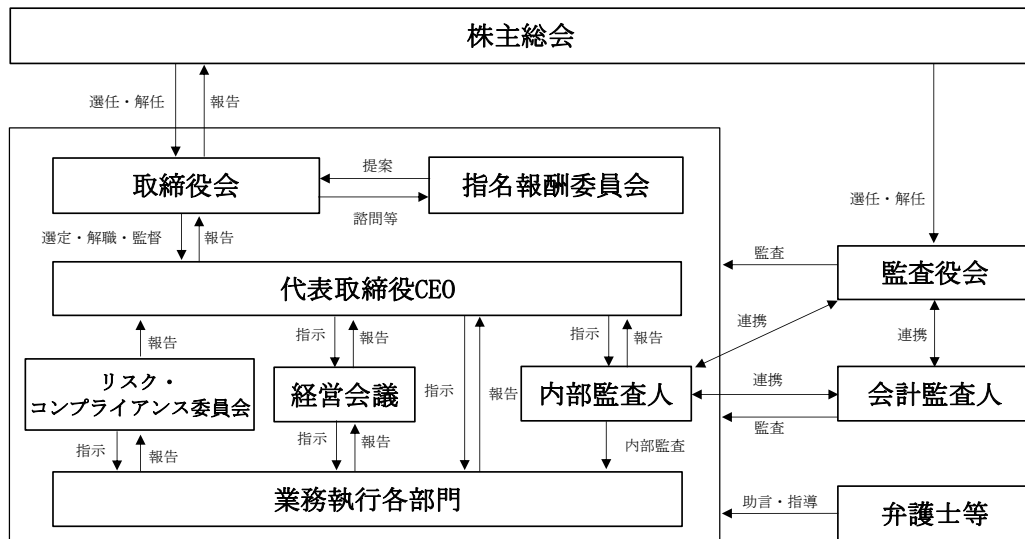 株主総会
選任・解任
報告
取締役会
提案
指名報酬委員会
諮問等
選任・解任
選定・解職・監督
報告
監査
監査役会
代表取締役CEO
連携
連携
報告
指示
報告
指示
報告
リスク・
コンプライアンス委員会
経営会議
指示
報告
内部監査人
連携
会計監査人
監査
指示
報告
指示
報告
内部監査
業務執行各部門
助言・指導
弁護士等